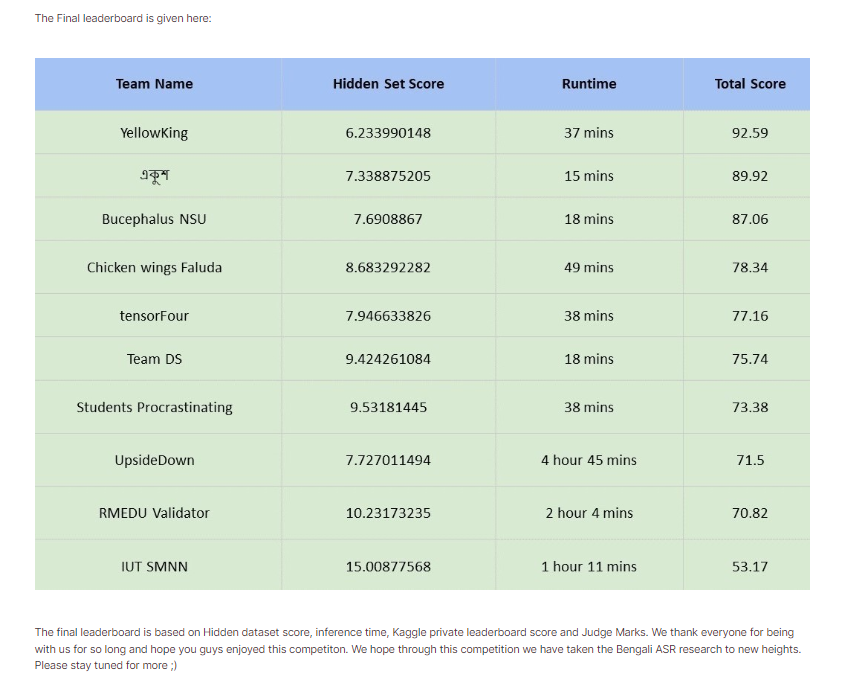 The Final leaderboard is given here:
Team Name Hidden Set Score Runtime Total Score
YellowKing 6.233990148 37 mins 92.59
একুশ 7.338875205 15 mins 89.92
Bucephalus NSU 7.6908867 18 mins 87.06
Chicken wings Faluda 8.683292282 49 mins 78.34
tensorFour 7.946633826 38 mins 77.16
Team DS 9.424261084 18 mins 75.74
Students Procrastinating 9.53181445 38 mins 73.38
UpsideDown 7.727011494 4 hour 45 mins 71.5
RMEDU Validator 10.23173235 2 hour 4 mins 70.82
IUT SMNN 15.00877568 1 hour 11 mins 53.17
The final leaderboard is based on Hidden dataset score, inference time, Kaggle private leaderboard score and Judge Marks. We thank everyone for being
with us for so long and hope you guys enjoyed this competiton. We hope through this competition we have taken the Bengali ASR research to new heights.
Please stay tuned for more ;)